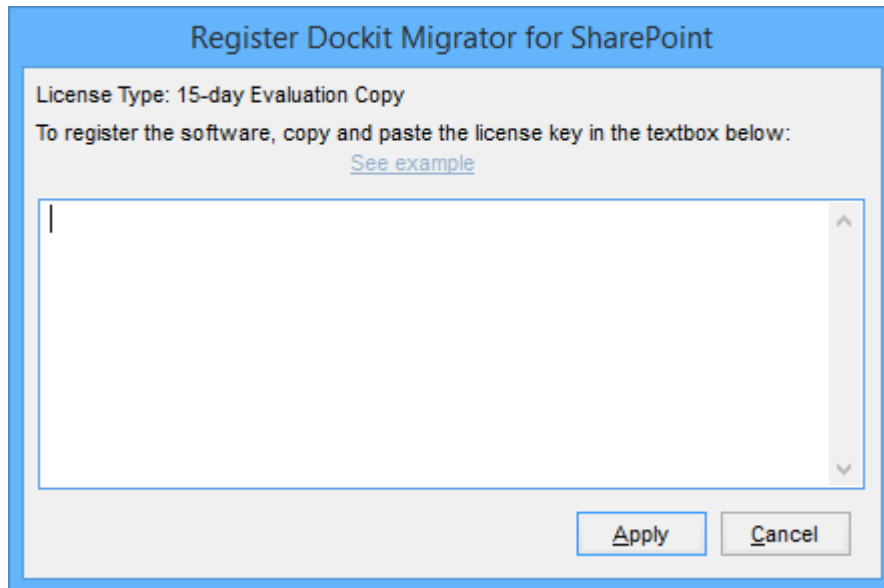 Register Dockit Migrator for SharePoint
License Type: 15-day Evaluation Copy
To register the software, copy and paste the license key in the textbox below:
See example
Apply Cancel